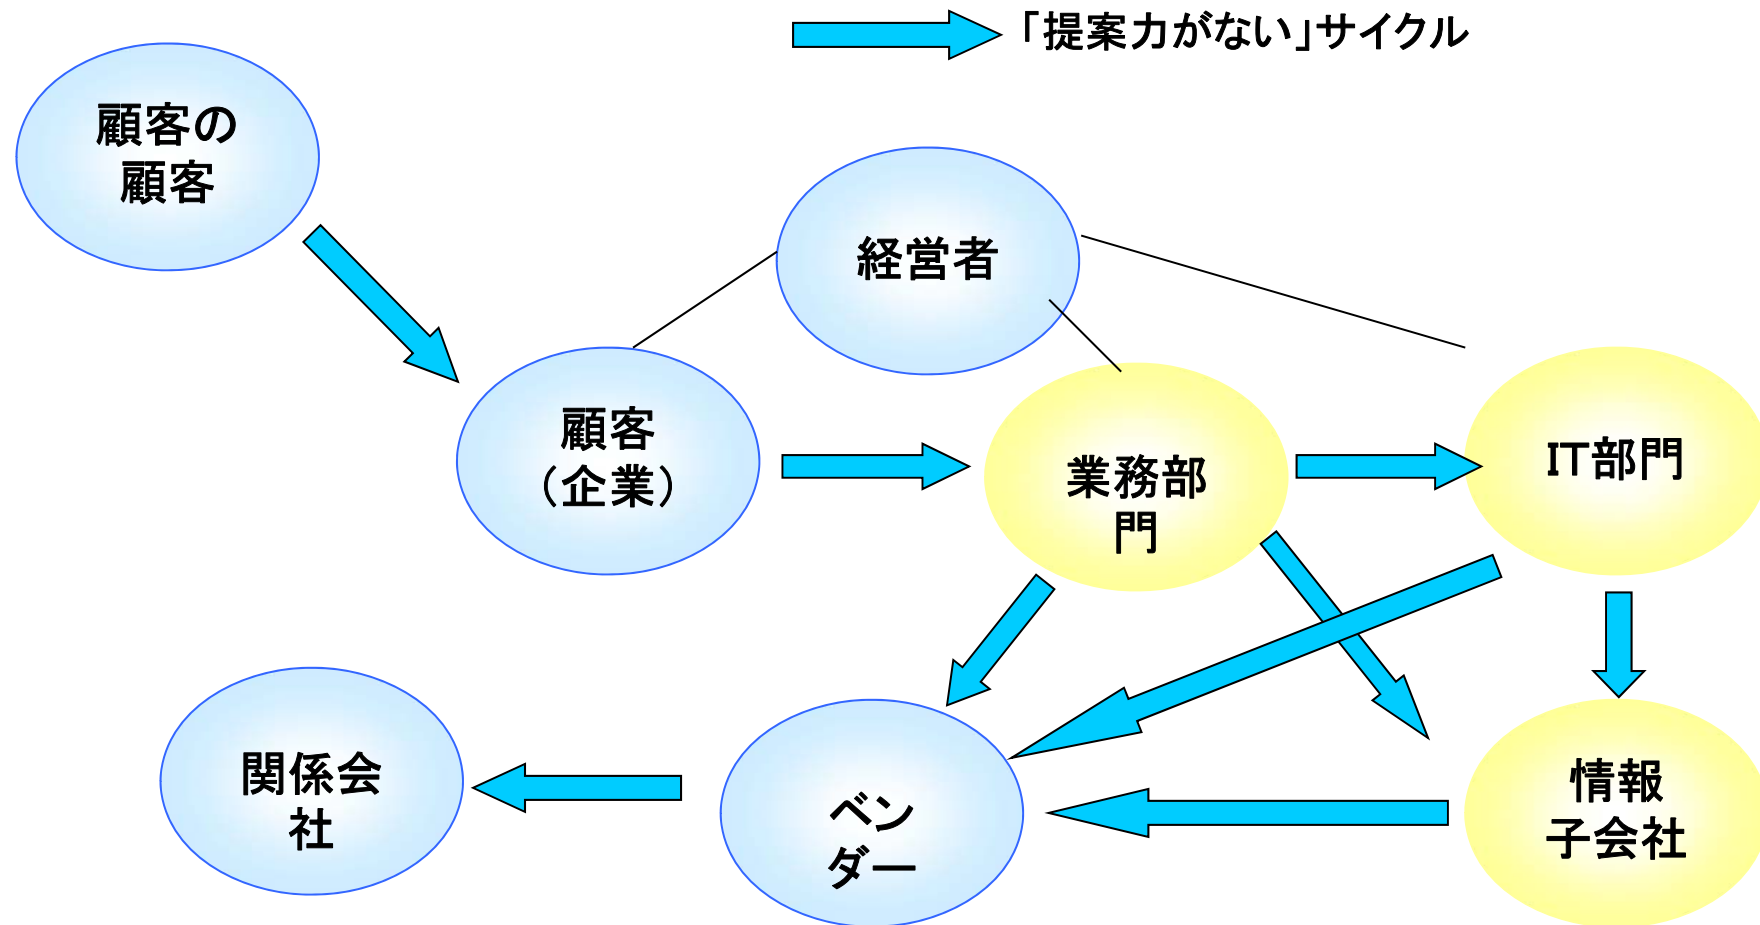 「提案力がない」サイクル
顧客の
顧客
経営者
顧客
（企業）
業務部
門
IT部門
関係会
社
ベン
ダー
情報
子会社